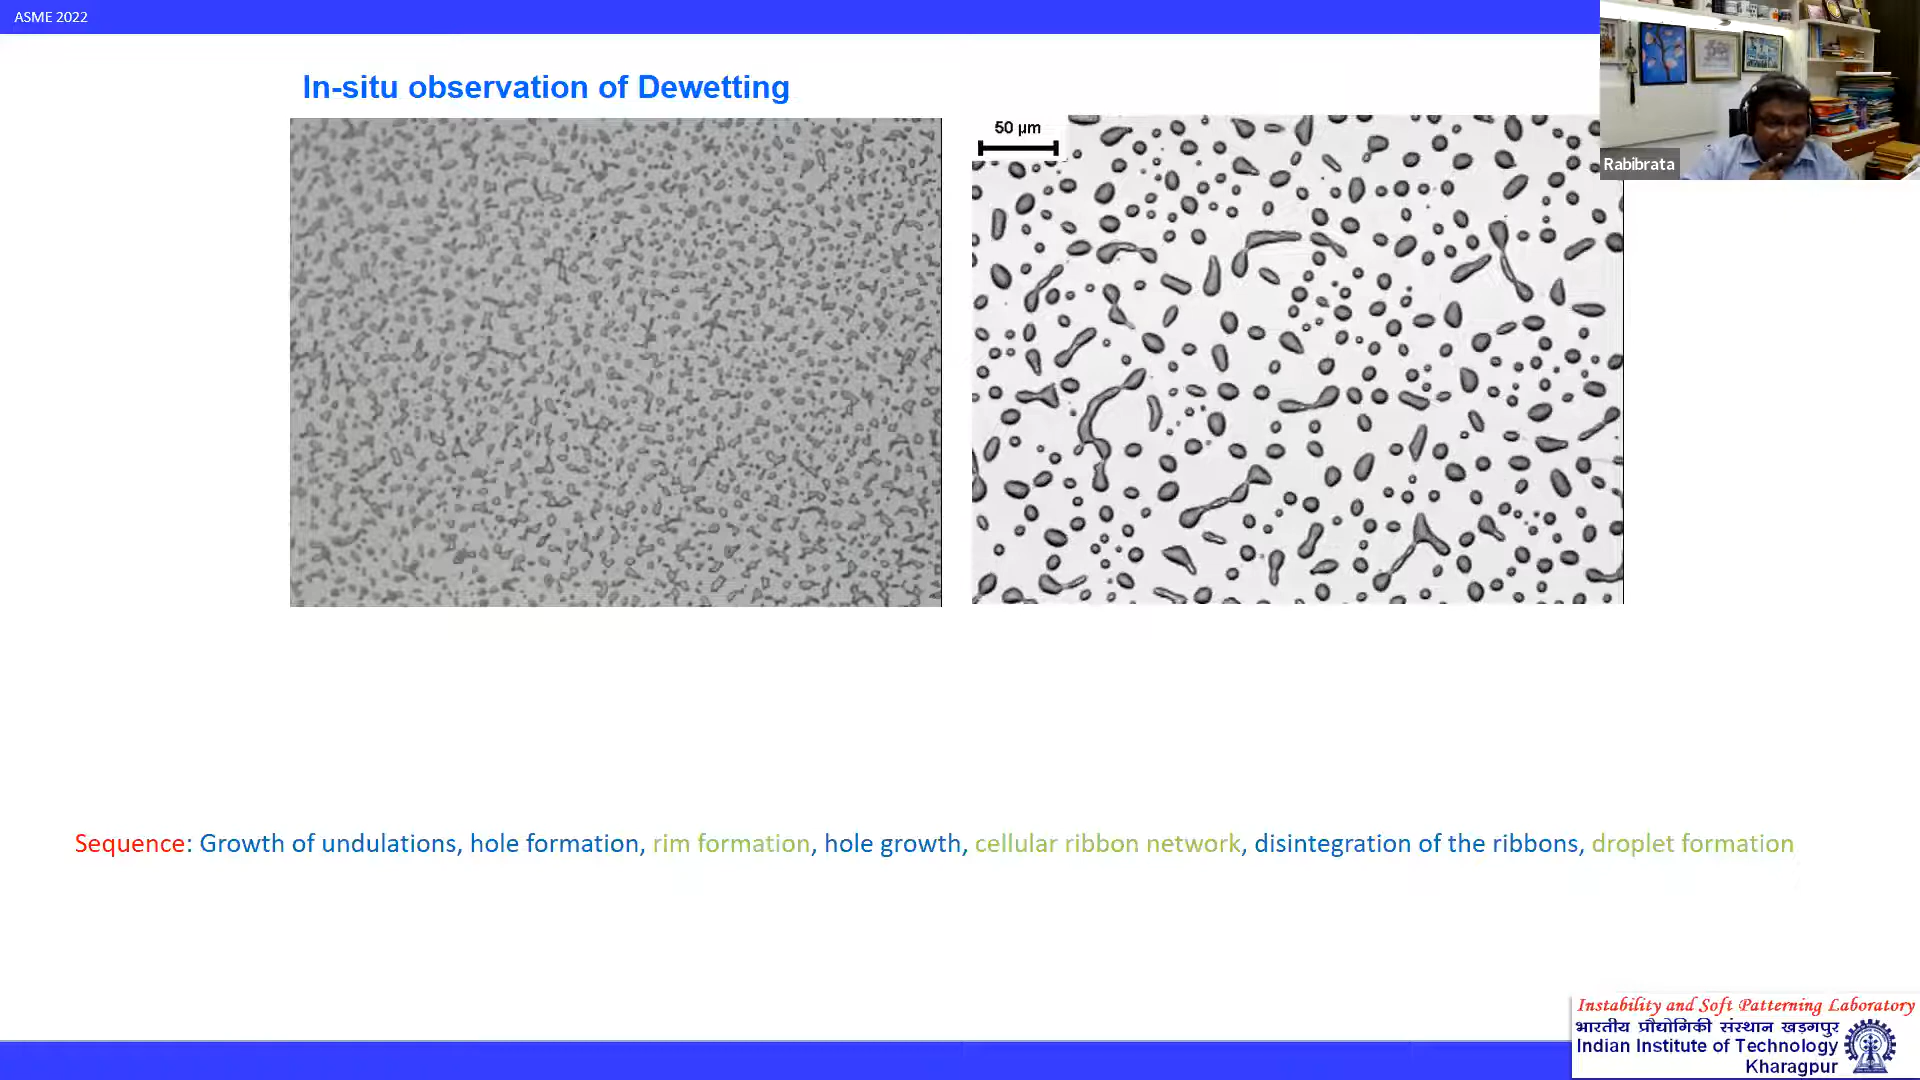 ASME 2022
In-situ observation of Dewetting
50 µm
Rabibrata
Sequence: Growth of undulations, hole formation, rim formation, hole growth, cellular ribbon network, disintegration of the ribbons, droplet formation
Instability and Soft Patterning Laboratory
भारतीय प्रौद्योगिकी संस्थान खड़गपुर
Indian Institute of Technology
Kharagpur